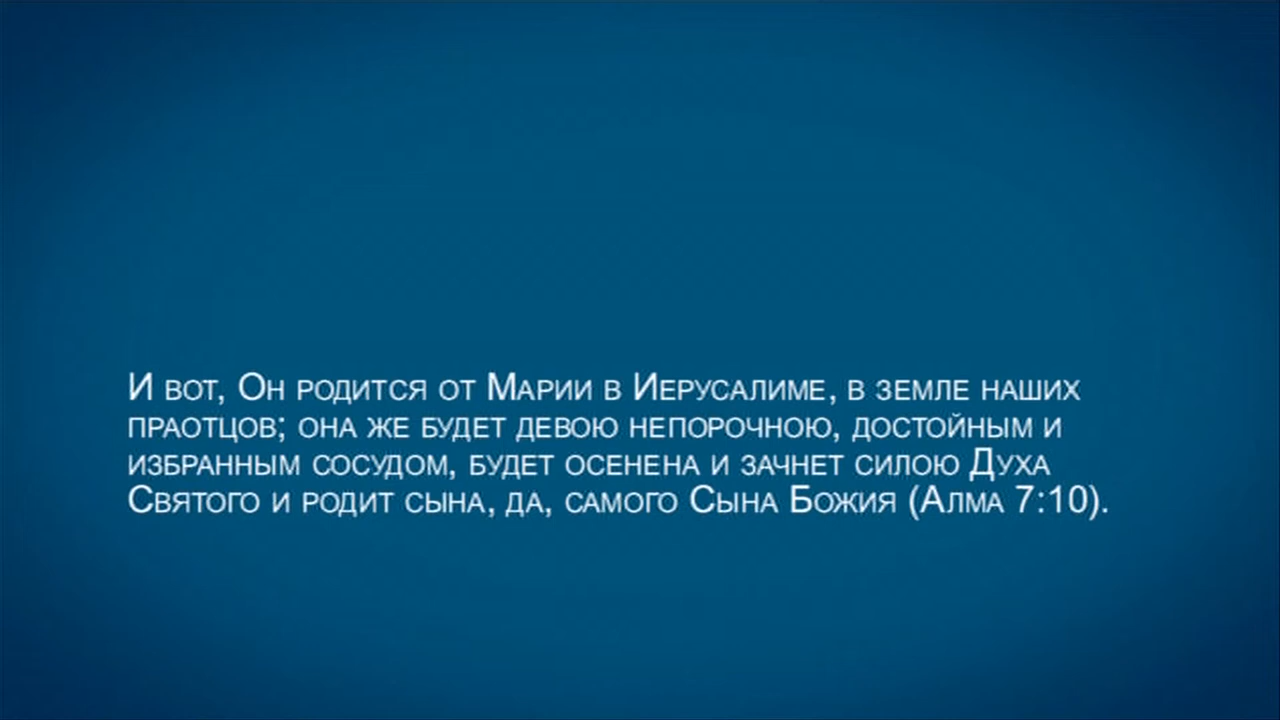 И вот, Он родится от Марии в Иерусалиме, в земле наших
праотцов; она же будет девою непорочною, достойным и
избранным сосудом, будет осенена и зачнет силою Духа
Святого и родит сына, да, самого Сына Божия (Алма 7:10).